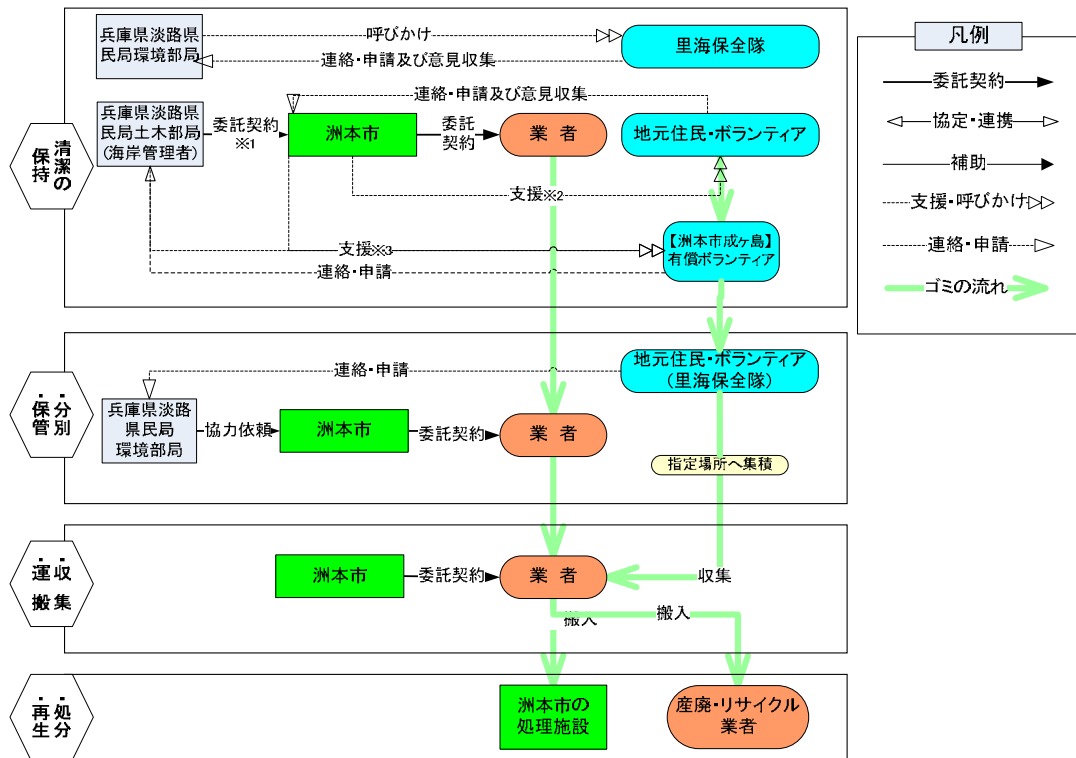 兵庫県淡路県
民局環境部局
呼びかけ
連絡・申請及び意見収集
里海保全隊
清潔の
保持
兵庫県淡路県
民局土木部局
(海岸管理者)
委託契約
※1
洲本市
委託
契約
業者
連絡・申請及び意見収集
地元住民・ボランティア
支援※2
支援※3
連絡・申請
【洲本市成ヶ島】
有償ボランティア
凡例
委託契約
協定・連携
補助
支援・呼びかけ
連絡・申請
ゴミの流れ
・分別
・保管
連絡・申請
地元住民・ボランティア
(里海保全隊)
兵庫県淡路
県民局
環境部局
協力依頼
洲本市
委託契約
業者
指定場所へ集積
・収集
・運搬
洲本市
委託契約
業者
収集
搬入
搬入
・処分
・再生
洲本市の
処理施設
産廃・リサイクル
業者